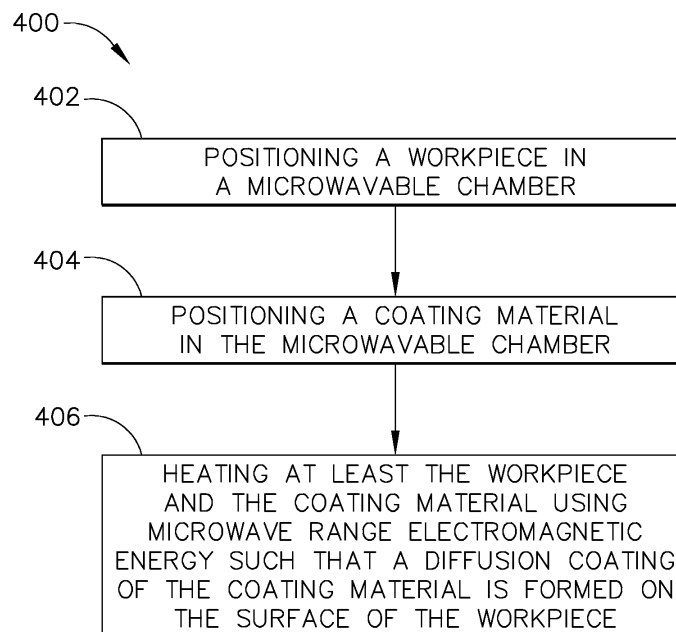 400
402
POSITIONING A WORKPIECE IN
A MICROWAVABLE CHAMBER
404
POSITIONING A COATING MATERIAL
IN THE MICROWAVABLE CHAMBER
406
HEATING AT LEAST THE WORKPIECE
AND THE COATING MATERIAL USING
MICROWAVE RANGE ELECTROMAGNETIC
ENERGY SUCH THAT A DIFFUSION COATING
OF THE COATING MATERIAL IS FORMED ON
THE SURFACE OF THE WORKPIECE